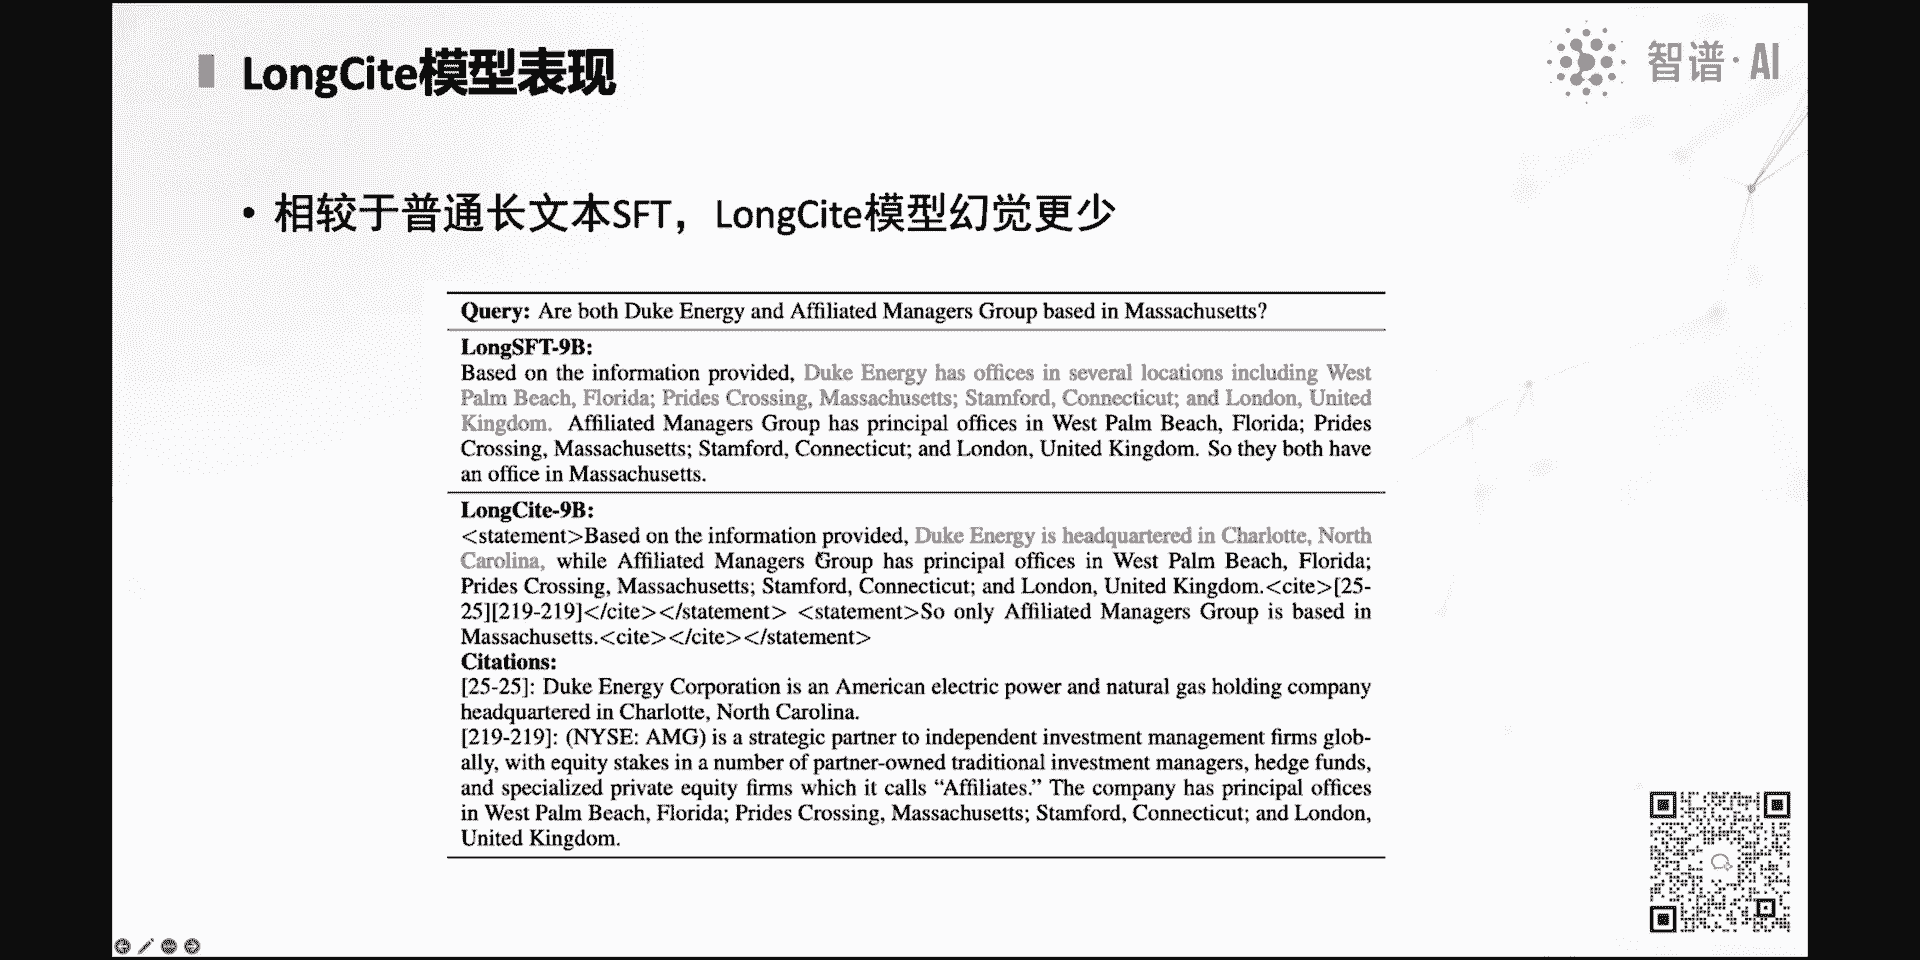 LongCite模型表现
智谱·AI
• 相较于普通长文本SFT，LongCite模型幻觉更少
Query: Are both Duke Energy and Affiliated Managers Group based in Massachusetts?
LongSFT-9B:
Based on the information provided, Duke Energy has offices in several locations including West
Palm Beach, Florida; Prides Crossing, Massachusetts; Stamford, Connecticut; and London, United
Kingdom. Affiliated Managers Group has principal offices in West Palm Beach, Florida; Prides
Crossing, Massachusetts; Stamford, Connecticut; and London, United Kingdom. So they both have
an office in Massachusetts.
LongCite-9B:
<statement>Based on the information provided, Duke Energy is headquartered in Charlotte, North
Carolina, while Affiliated Managers Group has principal offices in West Palm Beach, Florida;
Prides Crossing, Massachusetts; Stamford, Connecticut; and London, United Kingdom.<cite>[25-
25][219-219]</cite></statement> <statement>So only Affiliated Managers Group is based in
Massachusetts.<cite></cite></statement>
Citations:
[25-25]: Duke Energy Corporation is an American electric power and natural gas holding company
headquartered in Charlotte, North Carolina.
[219-219]: (NYSE: AMG) is a strategic partner to independent investment management firms glob-
ally, with equity stakes in a number of partner-owned traditional investment managers, hedge funds,
and specialized private equity firms which it calls “Affiliates.” The company has principal offices
in West Palm Beach, Florida; Prides Crossing, Massachusetts; Stamford, Connecticut; and London,
United Kingdom.